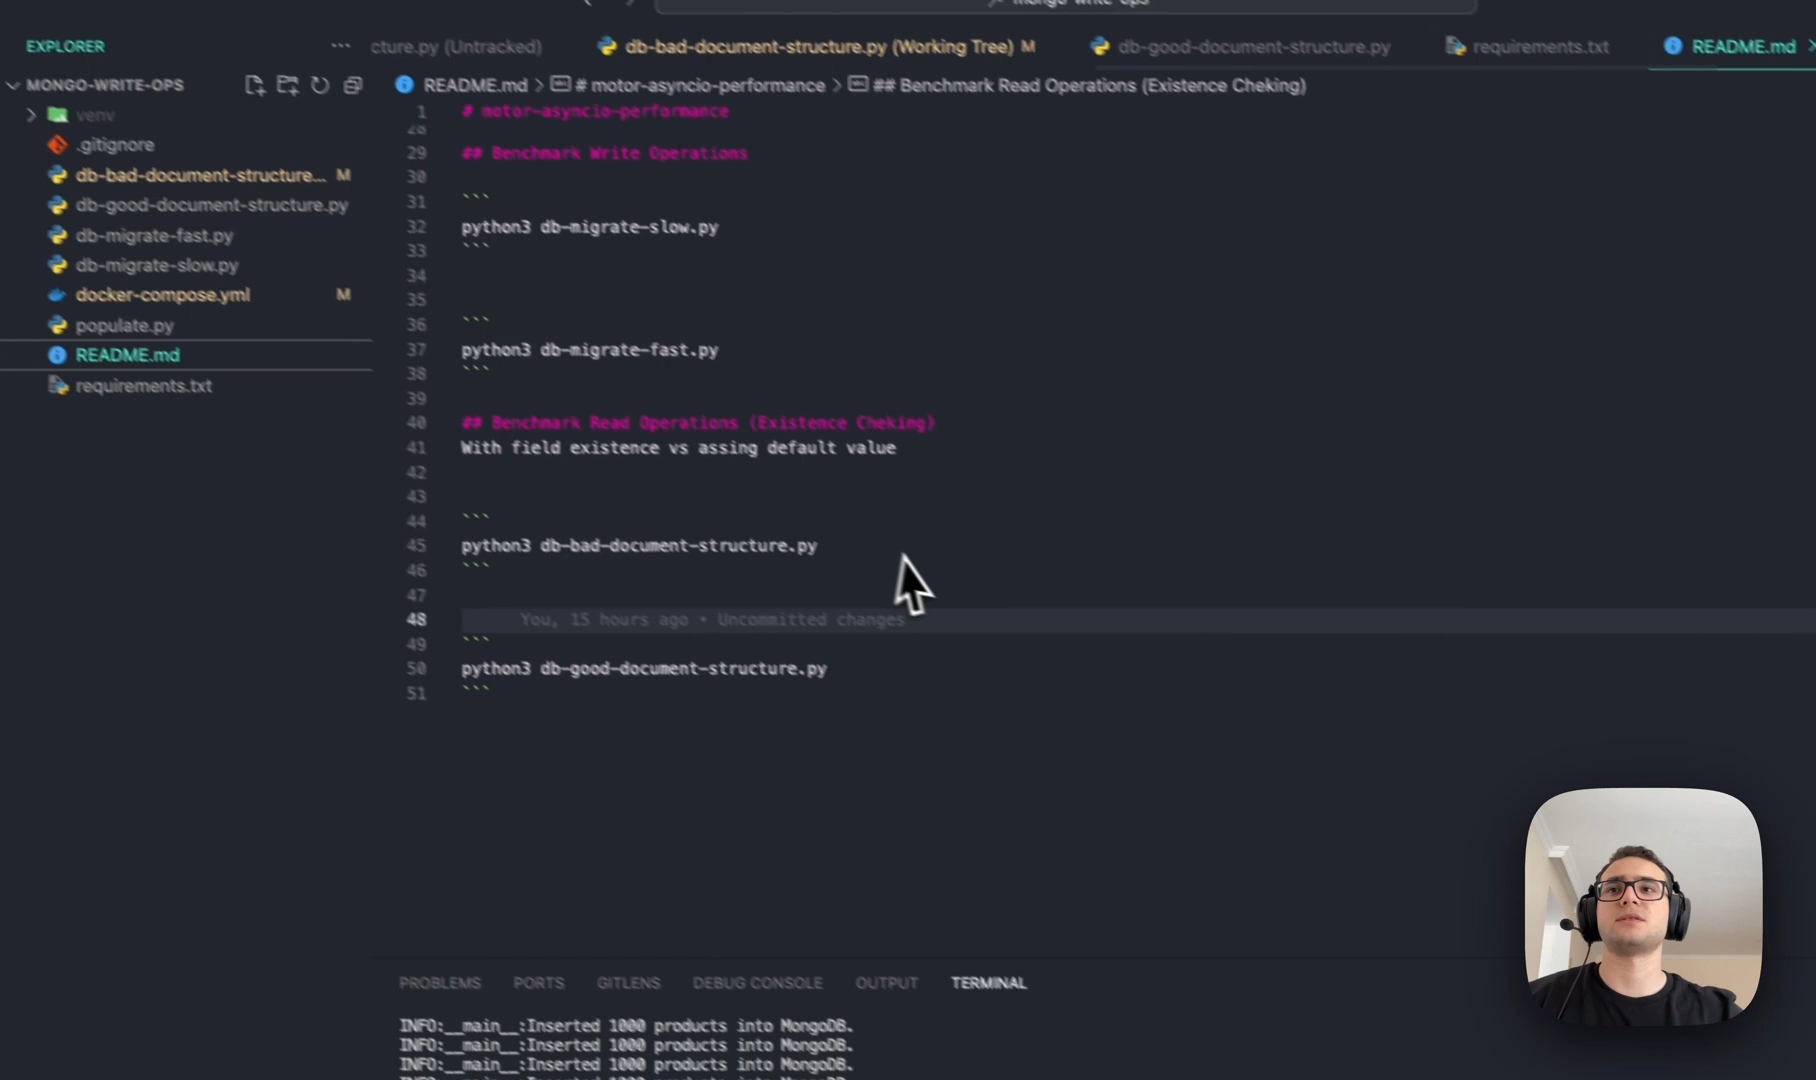 EXPLORER
cture.py (Untracked)
db-bad-document-structure.py (Working Tree) M
db-good-document-structure.py
requirements.txt
README.md
MONGO-WRITE-OPS
README.md > # motor-asyncio-performance > ## Benchmark Read Operations (Existence Cheking)
venv
.gitignore
db-bad-document-structure... M
db-good-document-structure.py
db-migrate-fast.py
db-migrate-slow.py
docker-compose.yml M
populate.py
README.md
requirements.txt
1 # motor-asyncio-performance
28
29 ## Benchmark Write Operations
30
31 ```
32 python3 db-migrate-slow.py
33 ```
34
35
36 ```
37 python3 db-migrate-fast.py
38 ```
39
40 ## Benchmark Read Operations (Existence Cheking)
41 With field existence vs assing default value
42
43
44 ```
45 python3 db-bad-document-structure.py
46 ```
47
48 You, 15 hours ago • Uncommitted changes
49 ```
50 python3 db-good-document-structure.py
51 ```
PROBLEMS PORTS GITLENS DEBUG CONSOLE OUTPUT TERMINAL
INFO:__main__:Inserted 1000 products into MongoDB.
INFO:__main__:Inserted 1000 products into MongoDB.
INFO:__main__:Inserted 1000 products into MongoDB.